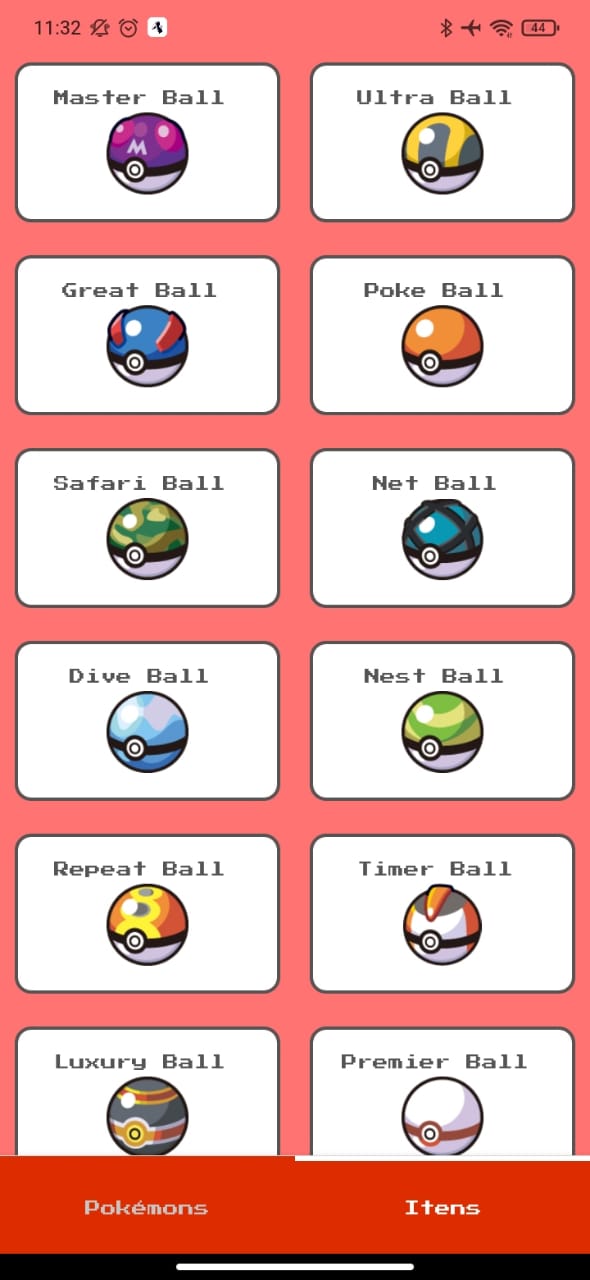 11:32 44
Master Ball Ultra Ball
M
Great Ball Poke Ball
Safari Ball Net Ball
Dive Ball Nest Ball
Repeat Ball Timer Ball
Luxury Ball Premier Ball
Pokémons Itens